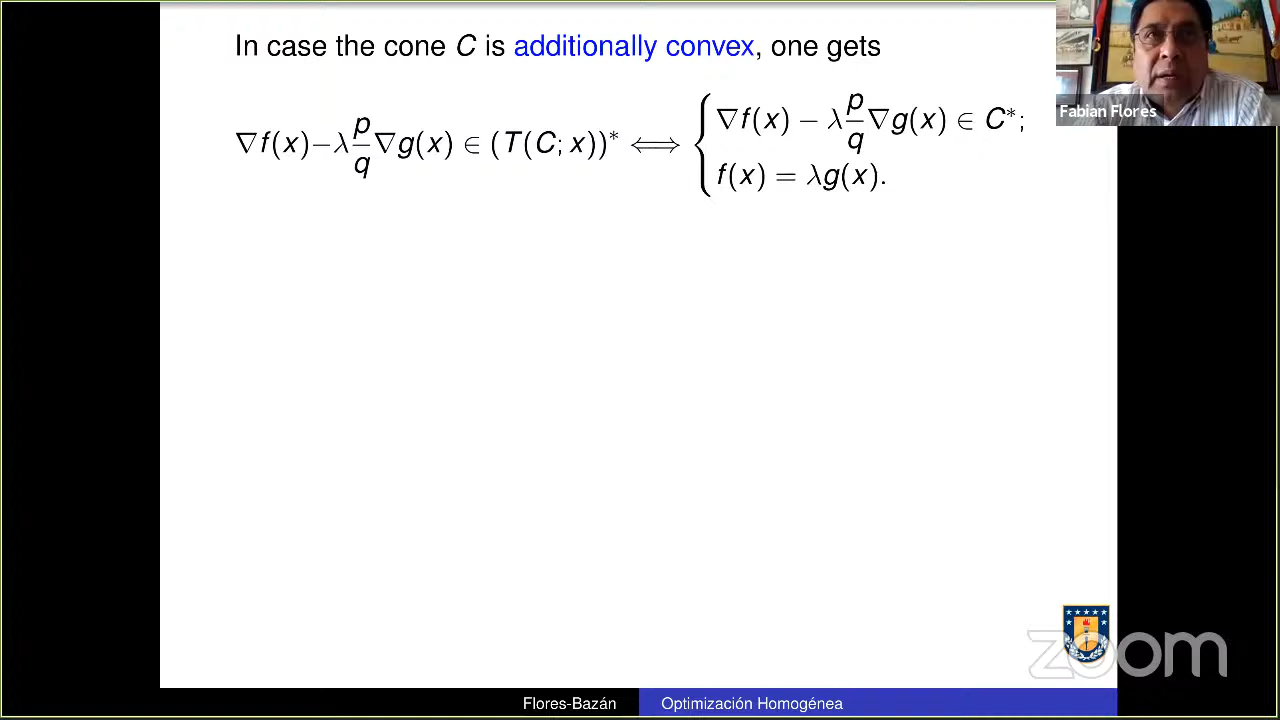 In case the cone C is additionally convex, one gets
∇f(x)−λ p/q ∇g(x) ∈ (T(C; x))* ⟺ { ∇f(x) − λ p/q ∇g(x) ∈ C*;
f(x) = λg(x).
Fabian Flores
zoom
Flores-Bazán Optimización Homogénea